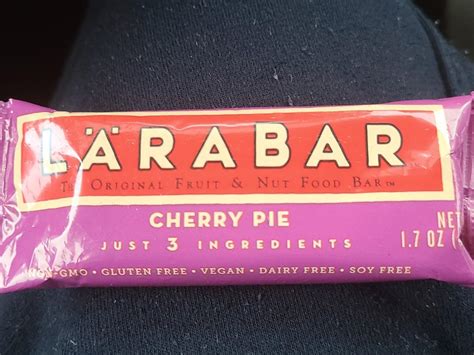 LÄRABAR
THE ORIGINAL FRUIT & NUT FOOD BAR™
CHERRY PIE
JUST 3 INGREDIENTS
NET
1.7 OZ (
NON-GMO • GLUTEN FREE • VEGAN • DAIRY FREE • SOY FREE